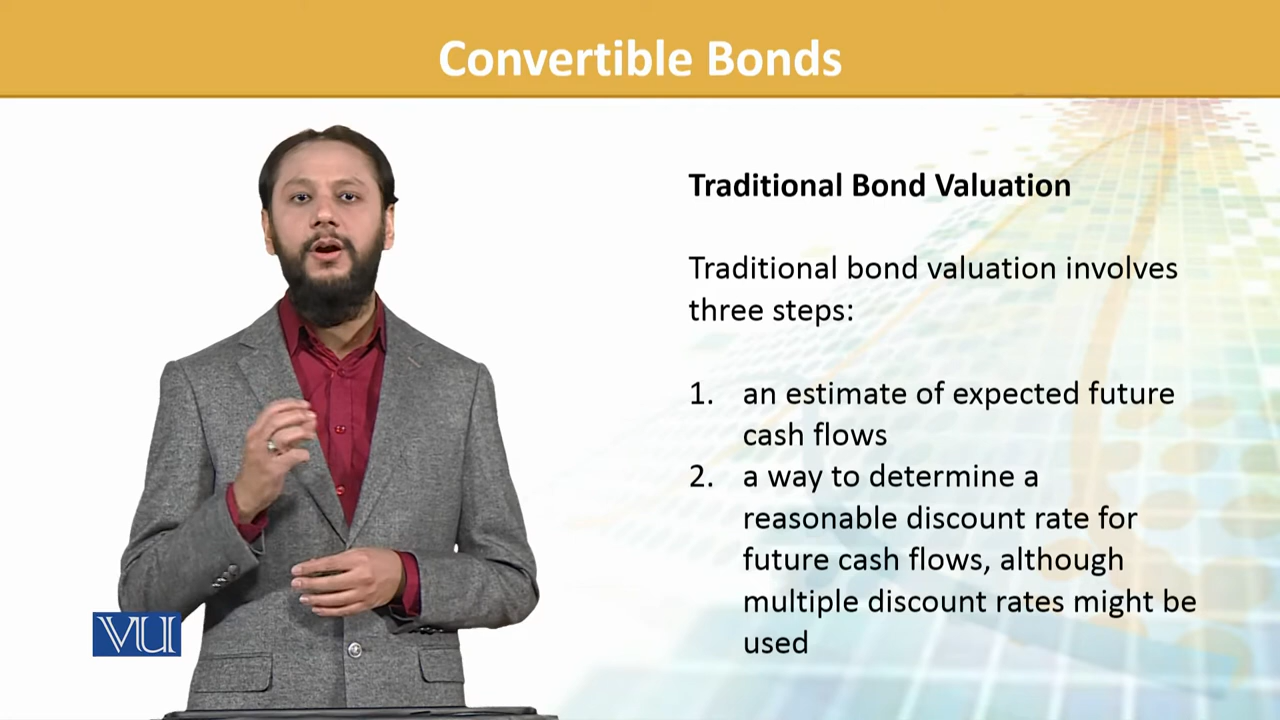 Convertible Bonds
Traditional Bond Valuation
Traditional bond valuation involves
three steps:
1. an estimate of expected future
cash flows
2. a way to determine a
reasonable discount rate for
future cash flows, although
multiple discount rates might be
used
VU